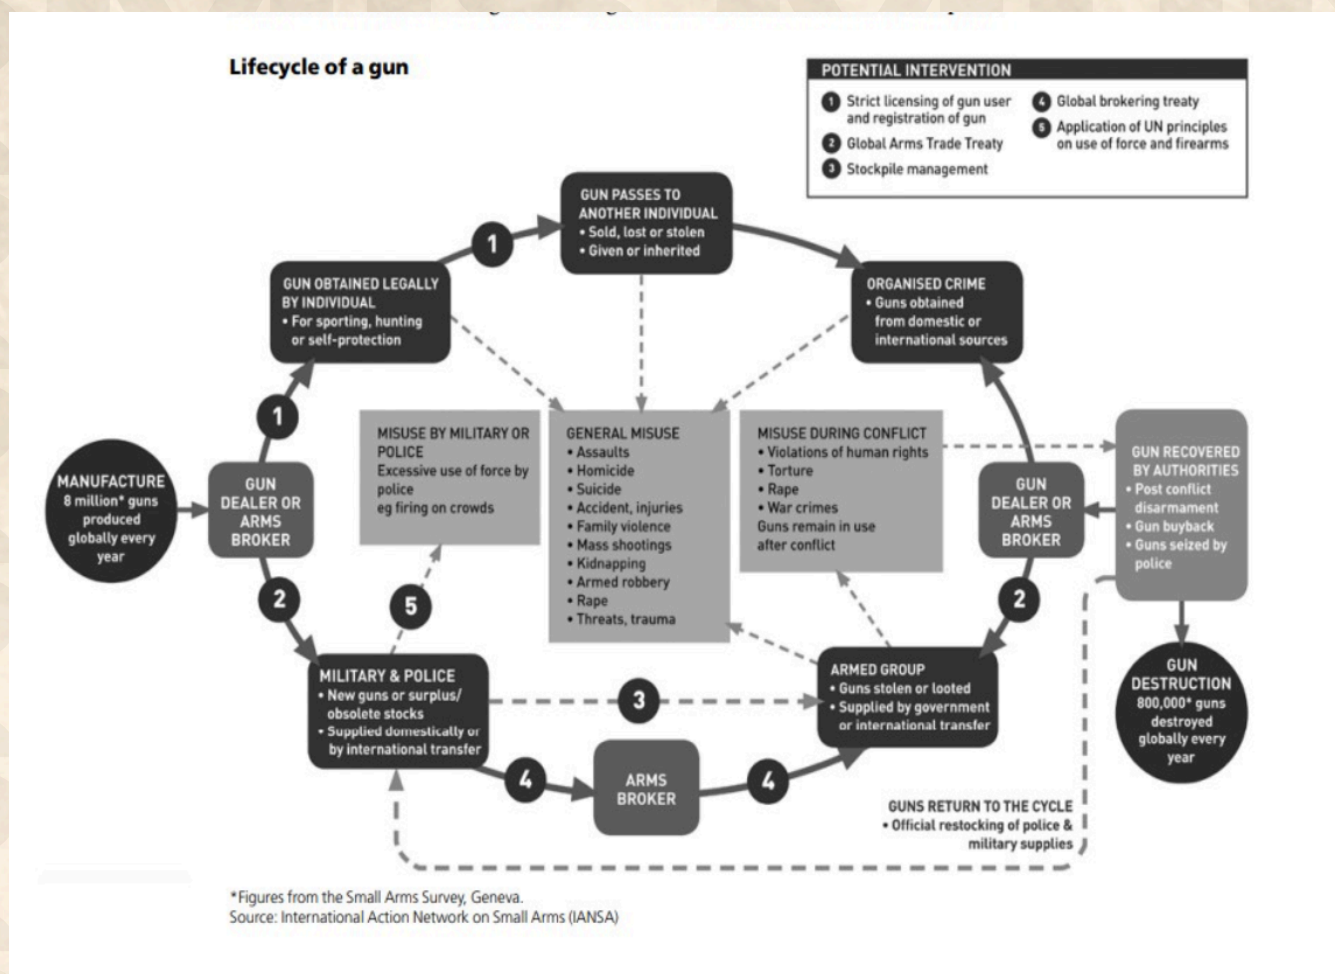 Lifecycle of a gun
POTENTIAL INTERVENTION
1 Strict licensing of gun user
and registration of gun
2 Global Arms Trade Treaty
3 Stockpile management
4 Global brokering treaty
5 Application of UN principles
on use of force and firearms
GUN PASSES TO
ANOTHER INDIVIDUAL
• Sold, lost or stolen
• Given or inherited
1
GUN OBTAINED LEGALLY
BY INDIVIDUAL
• For sporting, hunting
or self-protection
ORGANISED CRIME
• Guns obtained
from domestic or
international sources
1
MANUFACTURE
8 million* guns
produced
globally every
year
GUN
DEALER OR
ARMS
BROKER
MISUSE BY MILITARY OR
POLICE
Excessive use of force by
police
eg firing on crowds
GENERAL MISUSE
• Assaults
• Homicide
• Suicide
• Accident, injuries
• Family violence
• Mass shootings
• Kidnapping
• Armed robbery
• Rape
• Threats, trauma
MISUSE DURING CONFLICT
• Violations of human rights
• Torture
• Rape
• War crimes
Guns remain in use
after conflict
GUN
DEALER OR
ARMS
BROKER
GUN RECOVERED
BY AUTHORITIES
• Post conflict
disarmament
• Gun buyback
• Guns seized by
police
2
5
2
MILITARY & POLICE
• New guns or surplus/
obsolete stocks
• Supplied domestically or
by international transfer
3
ARMED GROUP
• Guns stolen or looted
• Supplied by government
or international transfer
GUN
DESTRUCTION
800,000* guns
destroyed
globally every
year
4
ARMS
BROKER
4
GUNS RETURN TO THE CYCLE
• Official restocking of police &
military supplies
*Figures from the Small Arms Survey, Geneva.
Source: International Action Network on Small Arms (IANSA)